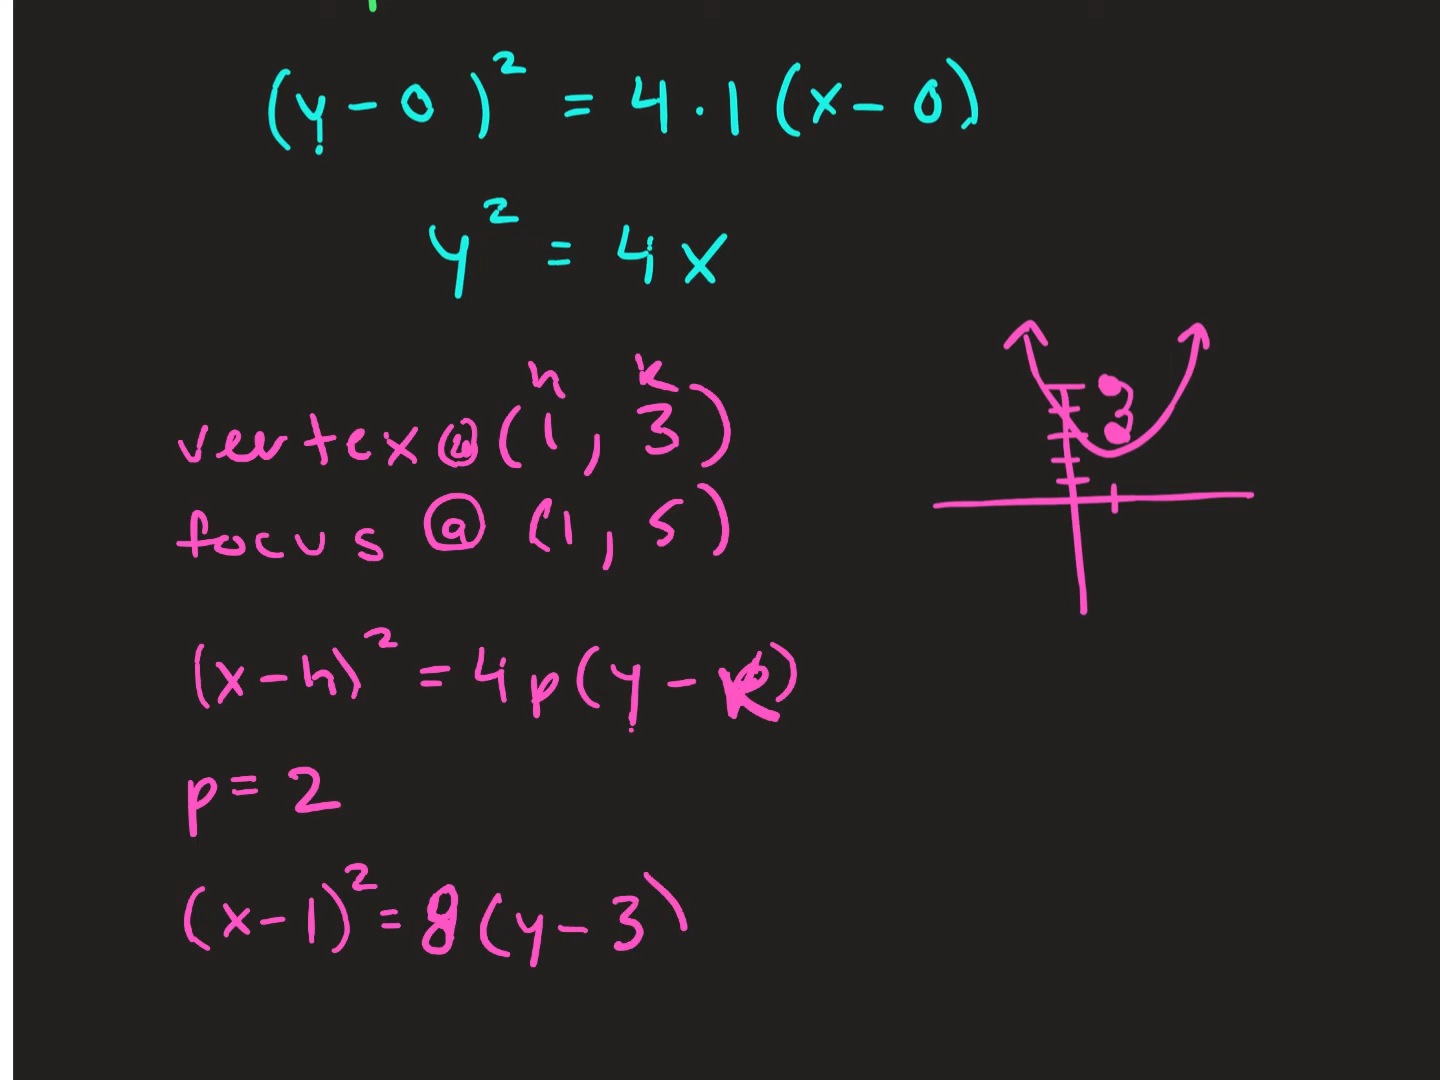 (y - 0)² = 4 · 1 (x - 0)
y² = 4x
h k
vertex @ (1, 3)
focus @ (1, 5)
(x - h)² = 4p(y - k)
p = 2
(x - 1)² = 8(y - 3)